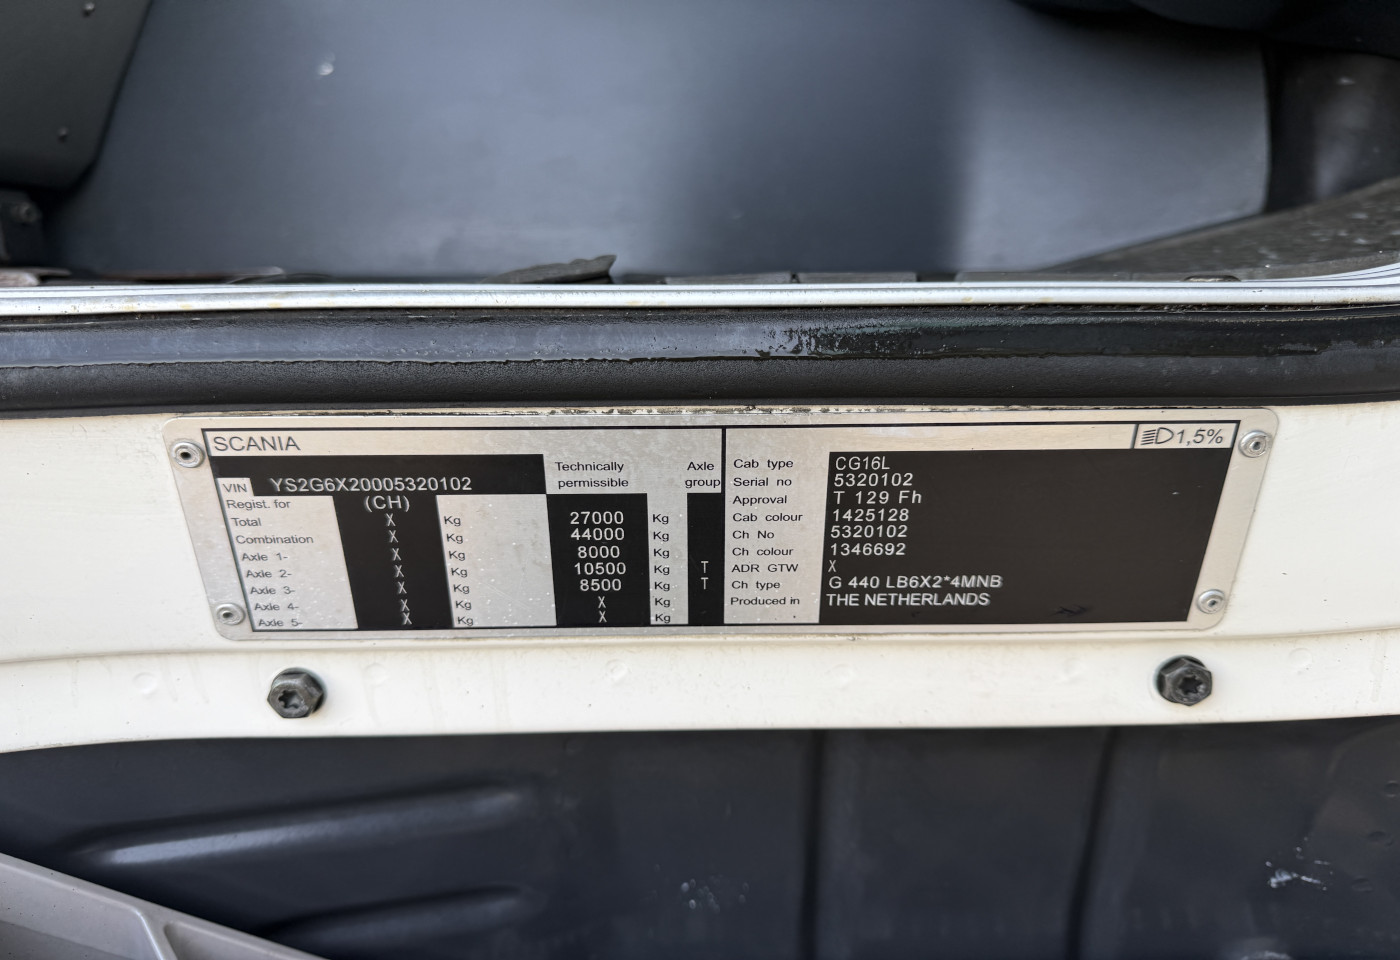 SCANIA
1,5%
VIN YS2G6X20005320102
Technically permissible
Axle group
Regist. for (CH)
Total X Kg 27000 Kg
Combination X Kg 44000 Kg
Axle 1- X Kg 8000 Kg
Axle 2- X Kg 10500 Kg T
Axle 3- X Kg 8500 Kg T
Axle 4- X Kg X Kg
Axle 5- X Kg X Kg
Cab type CG16L
Serial no 5320102
Approval T 129 Fh
Cab colour 1425128
Ch No 5320102
Ch colour 1346692
ADR GTW X
Ch type G 440 LB6X2*4MNB
Produced in THE NETHERLANDS